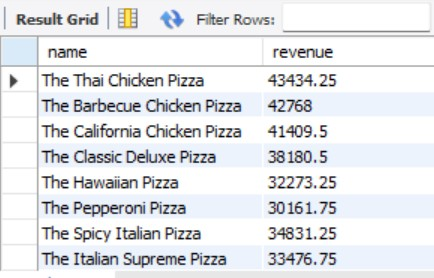 Result Grid Filter Rows:
name revenue
The Thai Chicken Pizza 43434.25
The Barbecue Chicken Pizza 42768
The California Chicken Pizza 41409.5
The Classic Deluxe Pizza 38180.5
The Hawaiian Pizza 32273.25
The Pepperoni Pizza 30161.75
The Spicy Italian Pizza 34831.25
The Italian Supreme Pizza 33476.75